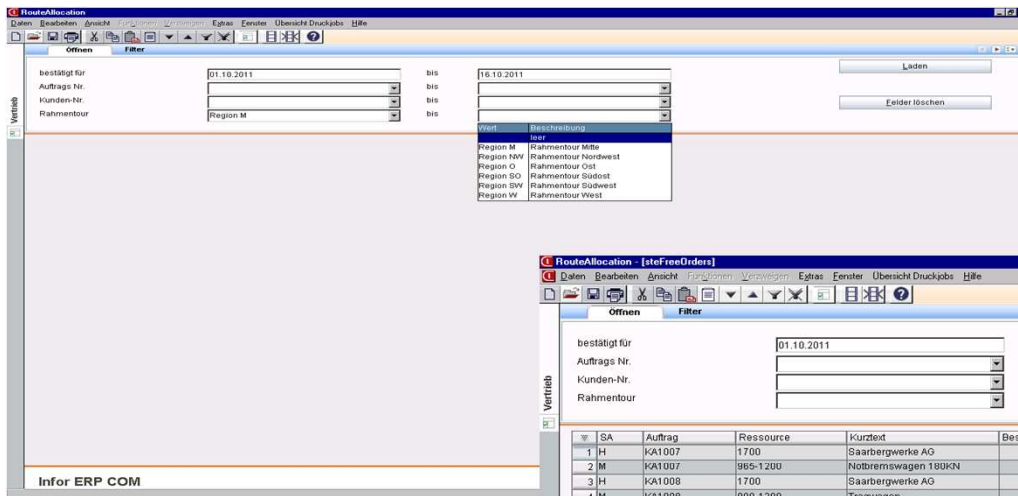 RouteAllocation
Daten Bearbeiten Ansicht Funktionen Verzweigen Extras Fenster Übersicht Druckjobs Hilfe
Öffnen Filter
bestätigt für 01.10.2011 bis 16.10.2011 Laden
Auftrags Nr. bis
Kunden-Nr. bis Felder löschen
Rahmentour Region M bis
Vertrieb
Wert Beschreibung
leer
Region M Rahmentour Mitte
Region NW Rahmentour Nordwest
Region O Rahmentour Ost
Region SO Rahmentour Südost
Region SW Rahmentour Südwest
Region W Rahmentour West
Infor ERP COM
RouteAllocation - [steFreeOrders]
Daten Bearbeiten Ansicht Funktionen Verzweigen Extras Fenster Übersicht Druckjobs Hilfe
Öffnen Filter
bestätigt für 01.10.2011
Auftrags Nr.
Kunden-Nr.
Rahmentour
Vertrieb
SA Auftrag Ressource Kurztext Bes
1 H KA1007 1700 Saarbergwerke AG
2 M KA1007 965-1200 Notbremswagen 180KN
3 H KA1008 1700 Saarbergwerke AG